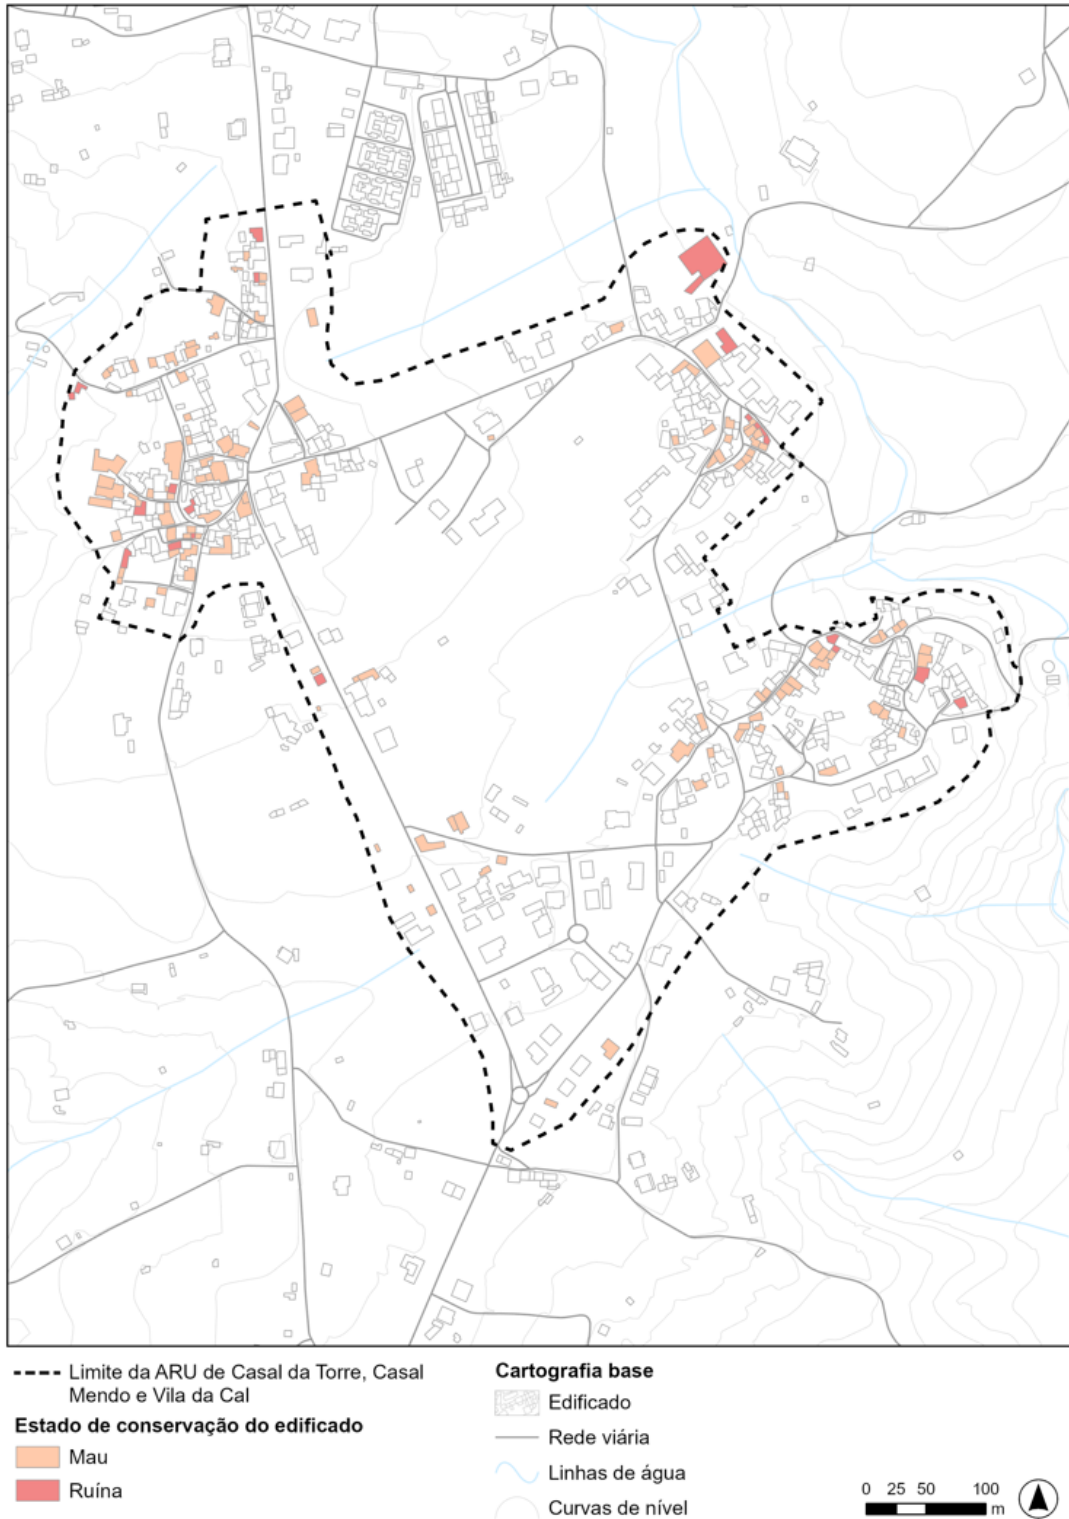 Limite da ARU de Casal da Torre, Casal
Mendo e Vila da Cal
Estado de conservação do edificado
Mau
Ruína
Cartografia base
Edificado
Rede viária
Linhas de água
Curvas de nível
0 25 50 100
m